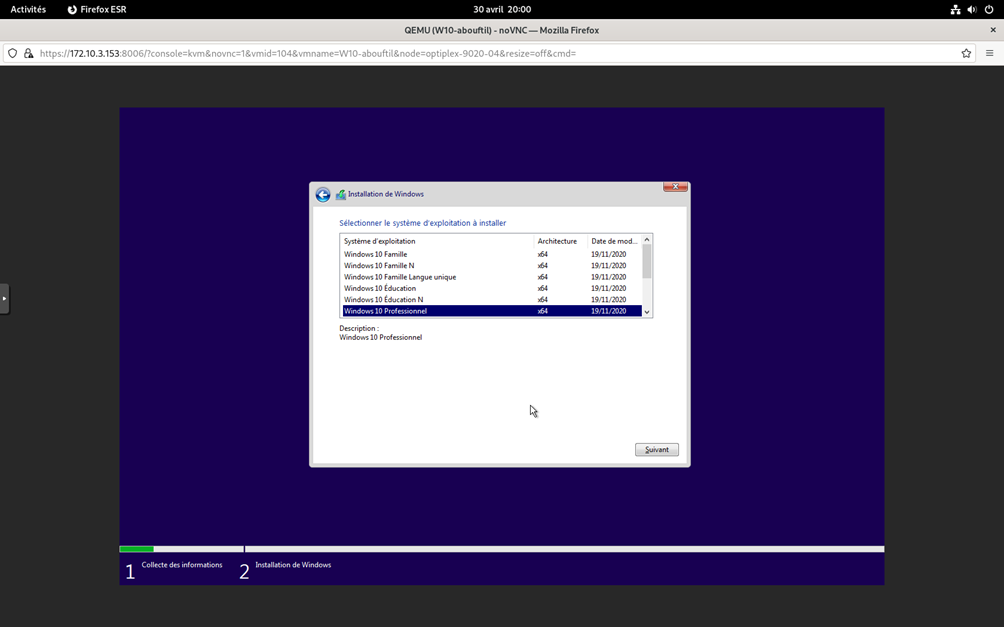 Activités Firefox ESR 30 avril 20:00
QEMU (W10-abouftil) - noVNC — Mozilla Firefox
https://172.10.3.153:8006/?console=kvm&novnc=1&vmid=104&vmname=W10-abouftil&node=optiplex-9020-04&resize=off&cmd=
Installation de Windows
Sélectionner le système d'exploitation à installer
Système d'exploitation Architecture Date de mod...
Windows 10 Famille x64 19/11/2020
Windows 10 Famille N x64 19/11/2020
Windows 10 Famille Langue unique x64 19/11/2020
Windows 10 Éducation x64 19/11/2020
Windows 10 Éducation N x64 19/11/2020
Windows 10 Professionnel x64 19/11/2020
Description :
Windows 10 Professionnel
Suivant
1 Collecte des informations 2 Installation de Windows